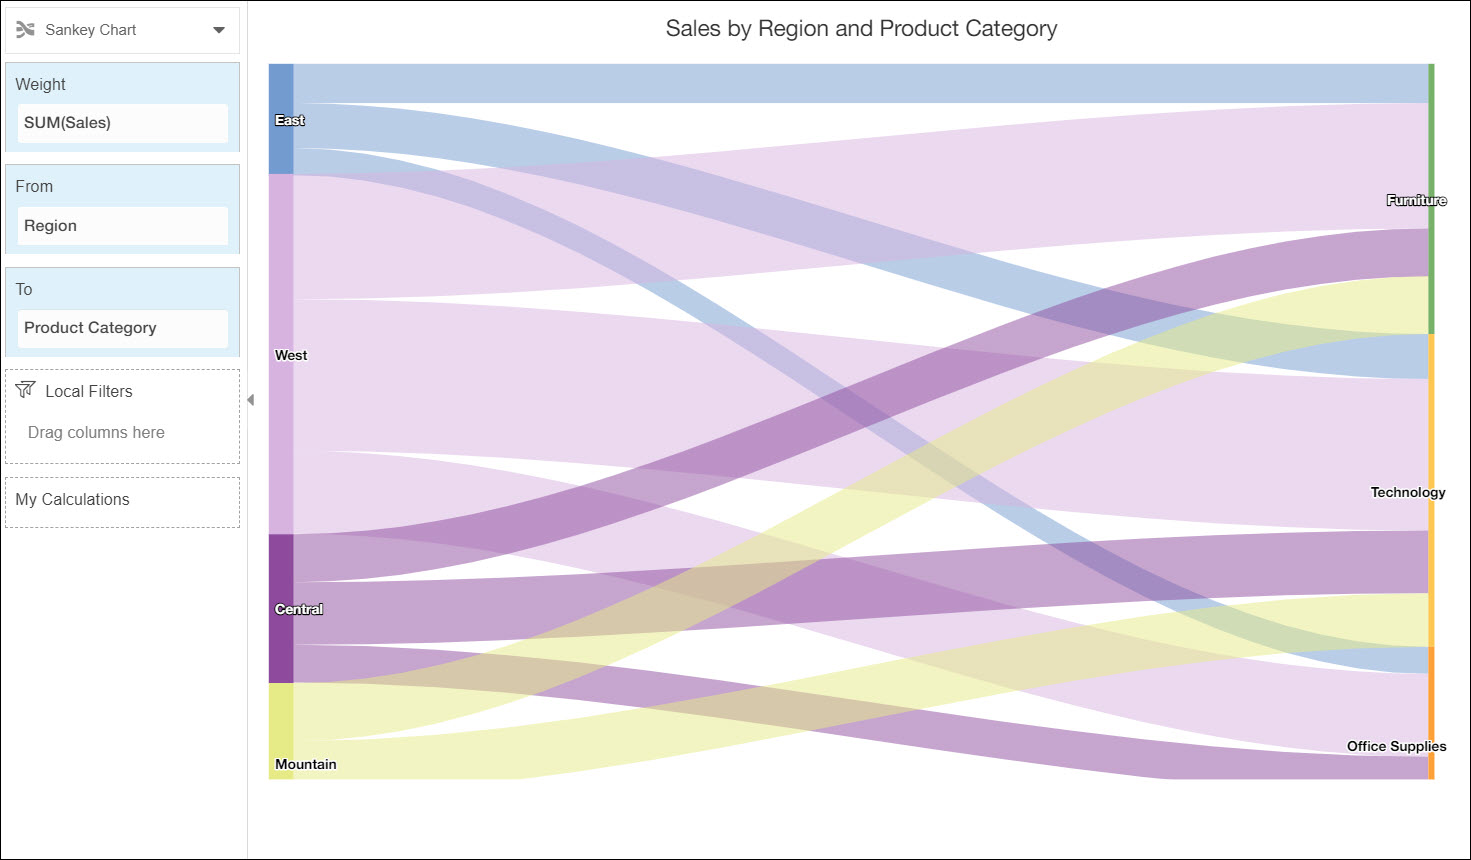 Sankey Chart
Weight
SUM(Sales)
From
Region
To
Product Category
Local Filters
Drag columns here
My Calculations
Sales by Region and Product Category
East
West
Central
Mountain
Furniture
Technology
Office Supplies